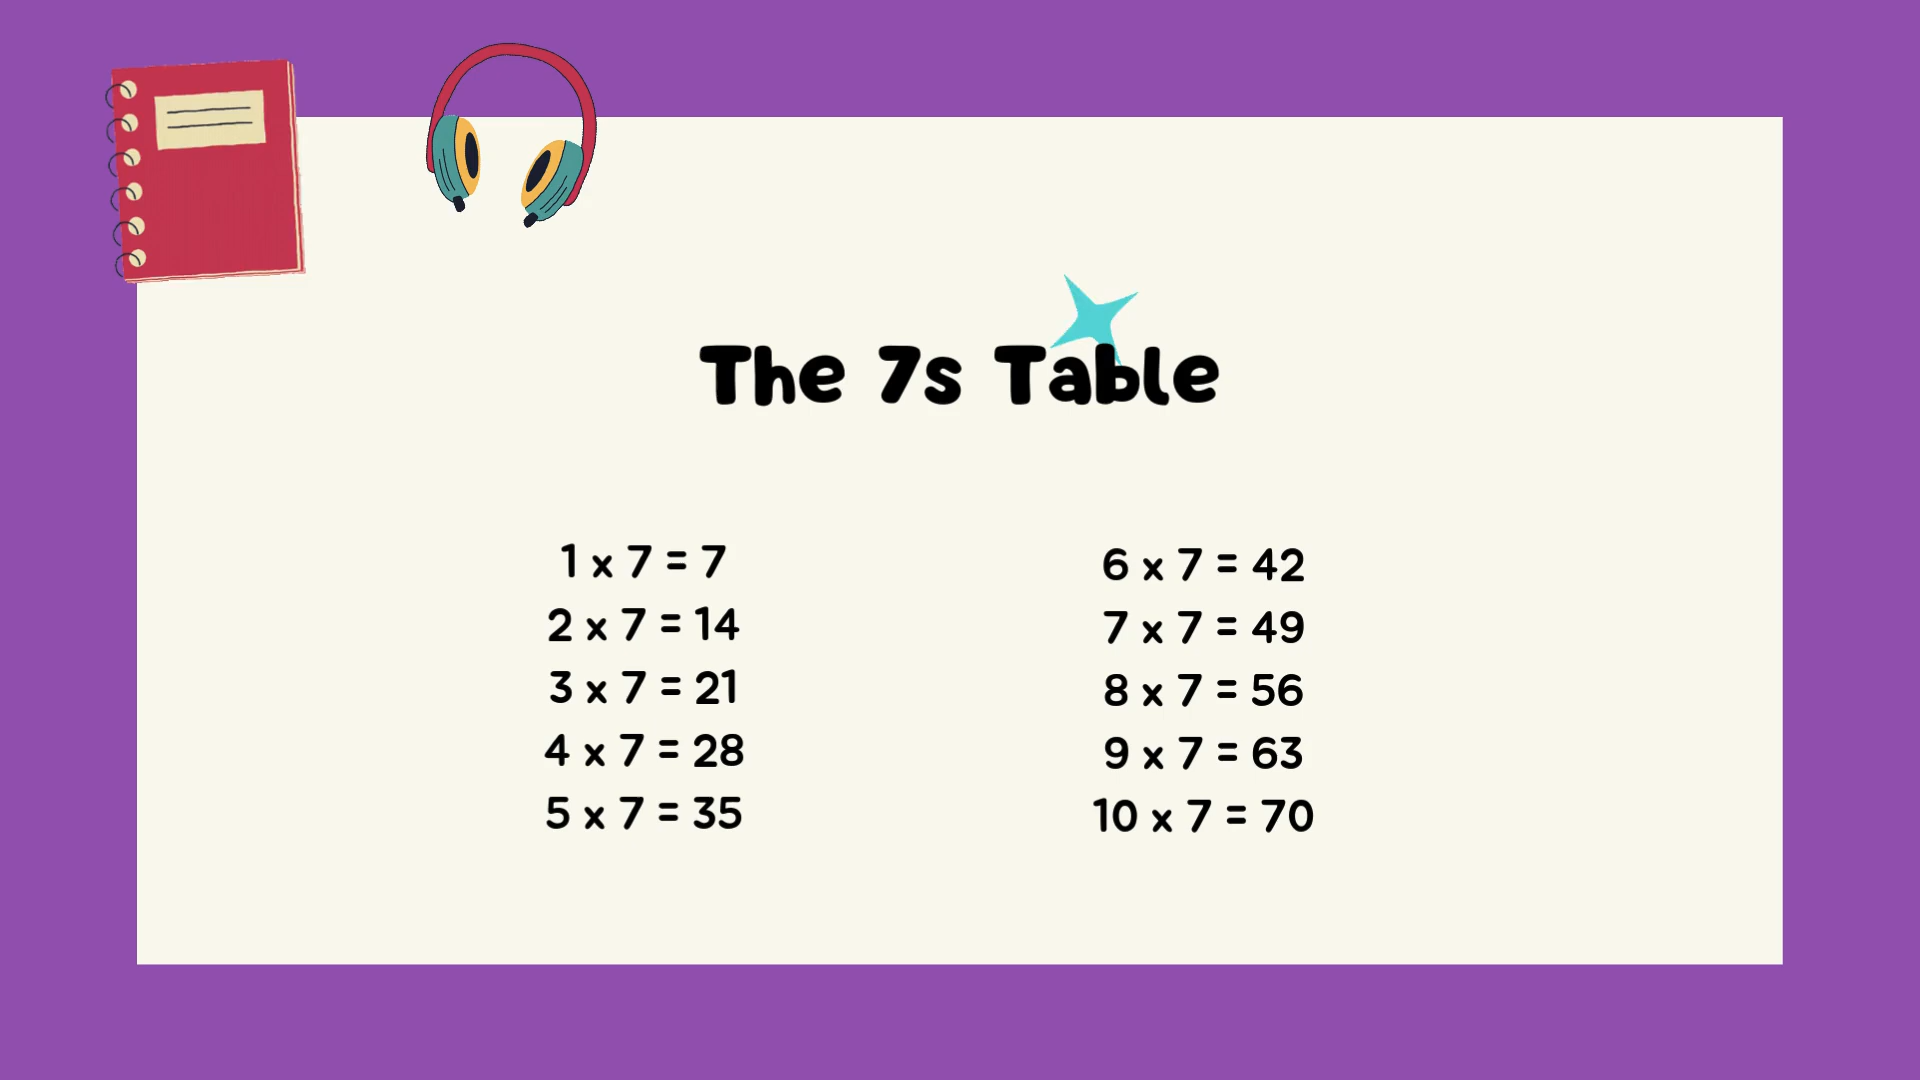 The 7s Table
1 x 7 = 7
2 x 7 = 14
3 x 7 = 21
4 x 7 = 28
5 x 7 = 35
6 x 7 = 42
7 x 7 = 49
8 x 7 = 56
9 x 7 = 63
10 x 7 = 70